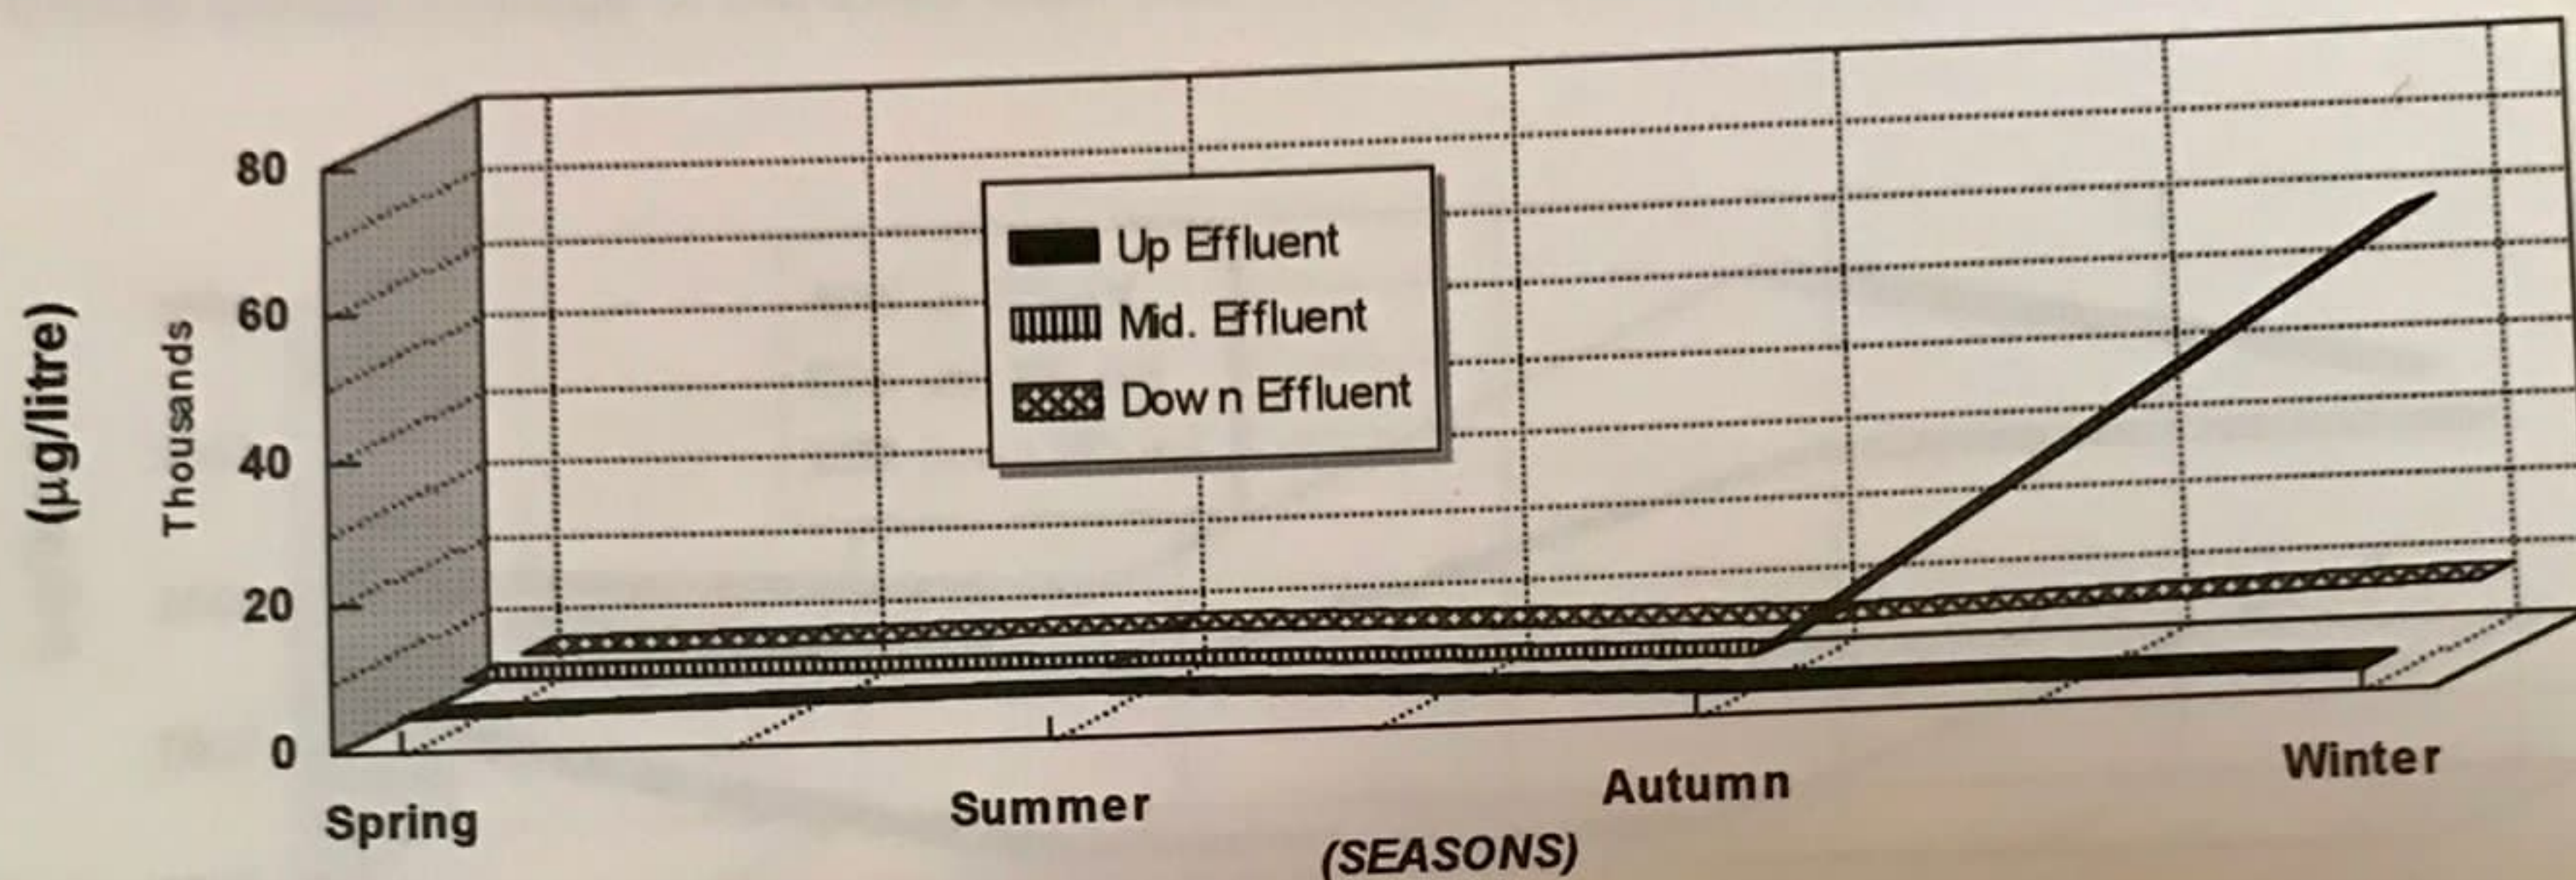 (µg/litre)
Thousands
80
60
40
20
0
Up Effluent
Mid. Effluent
Dow n Effluent
Spring
Summer
Autumn
Winter
(SEASONS)